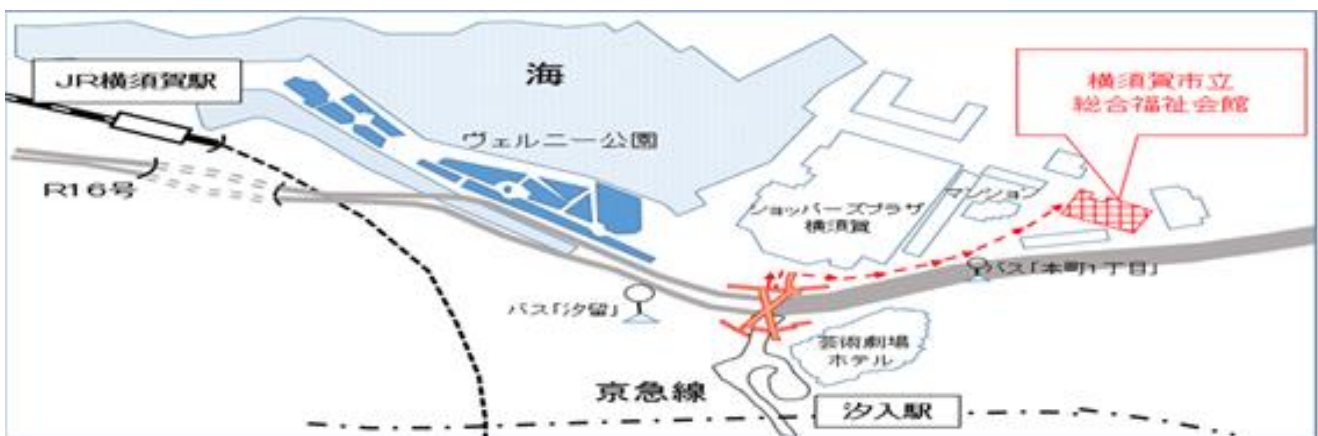 JR横須賀駅
海
横須賀市立
総合福祉会館
ヴェルニー公園
R16号
マンション
ショッパーズプラザ
横須賀
バス「本町1丁目」
バス「汐留」
芸術劇場
ホテル
京急線
汐入駅